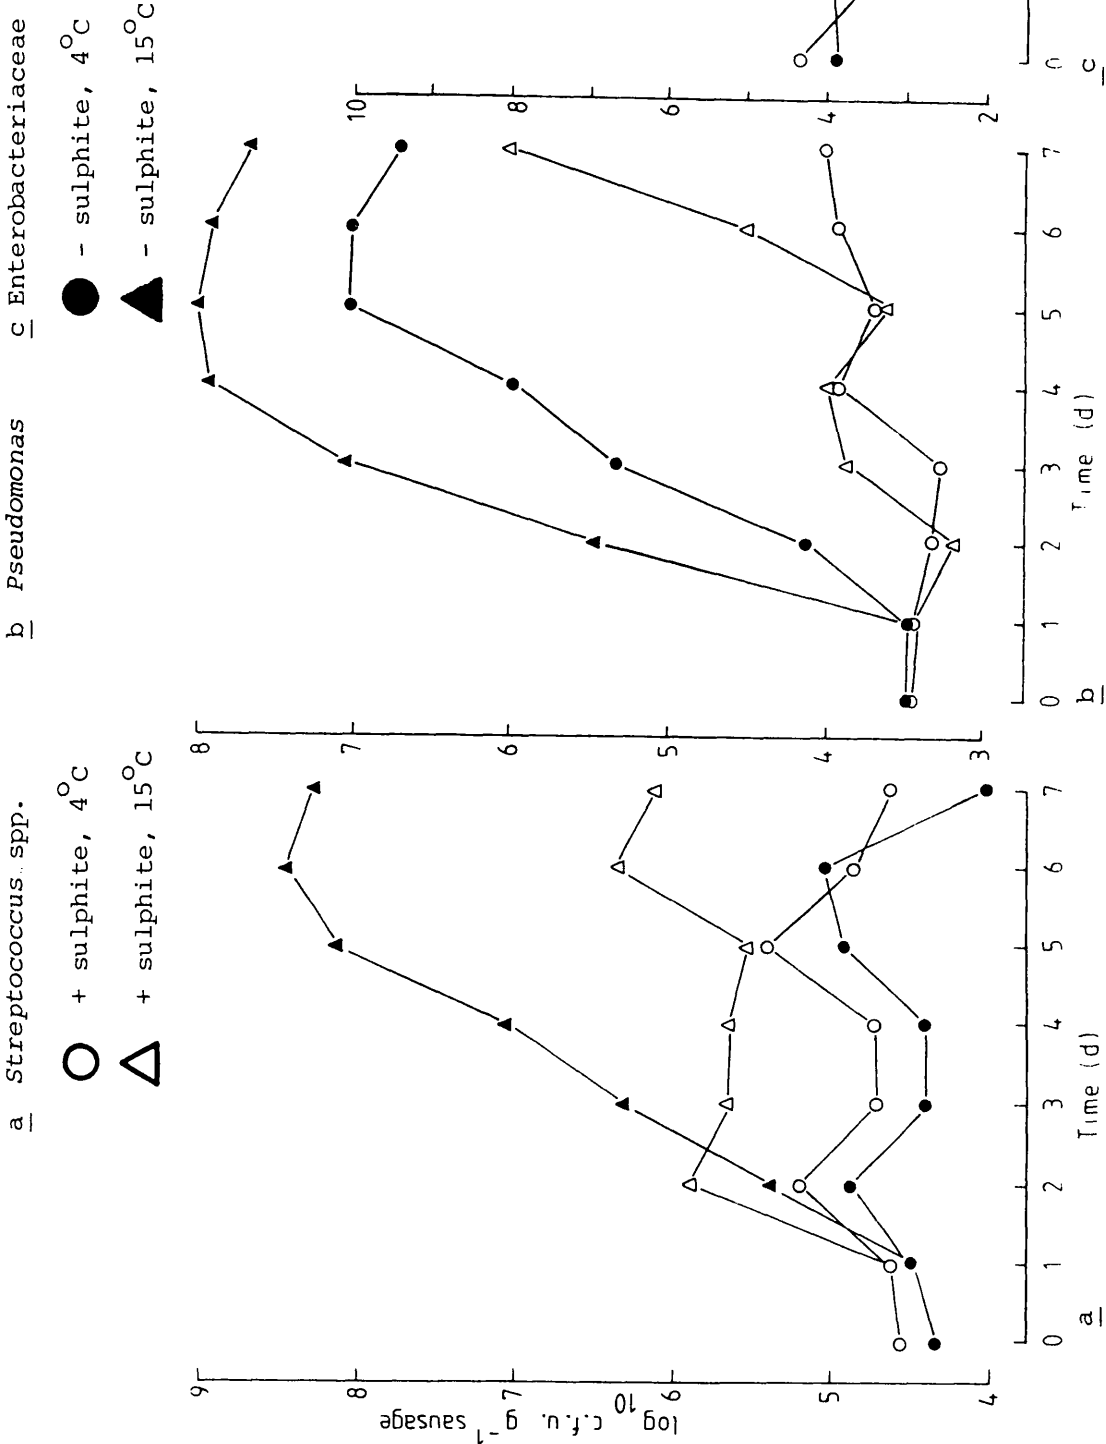 a Streptococcus spp.
b Pseudomonas
c Enterobacteriaceae
+ sulphite, 4°C
- sulphite, 4°C
+ sulphite, 15°C
- sulphite, 15°C
log10 c.f.u. g-1 sausage
9
8
7
6
5
4
0 1 2 3 4 5 6 7
Time (d)
a
8
7
6
5
4
3
0 1 2 3 4 5 6 7
Time (d)
b
10
8
6
4
2
0
c